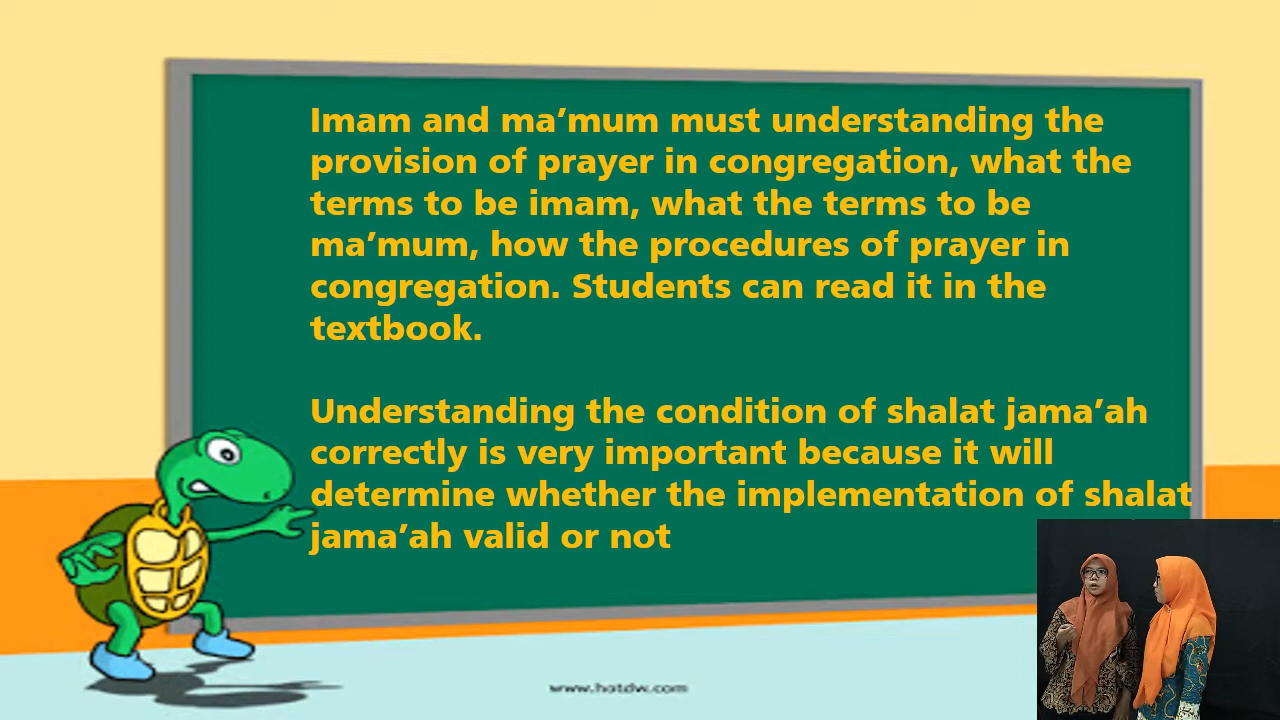 Imam and ma’mum must understanding the
provision of prayer in congregation, what the
terms to be imam, what the terms to be
ma’mum, how the procedures of prayer in
congregation. Students can read it in the
textbook.
Understanding the condition of shalat jama’ah
correctly is very important because it will
determine whether the implementation of shalat
jama’ah valid or not
www.hotdw.com